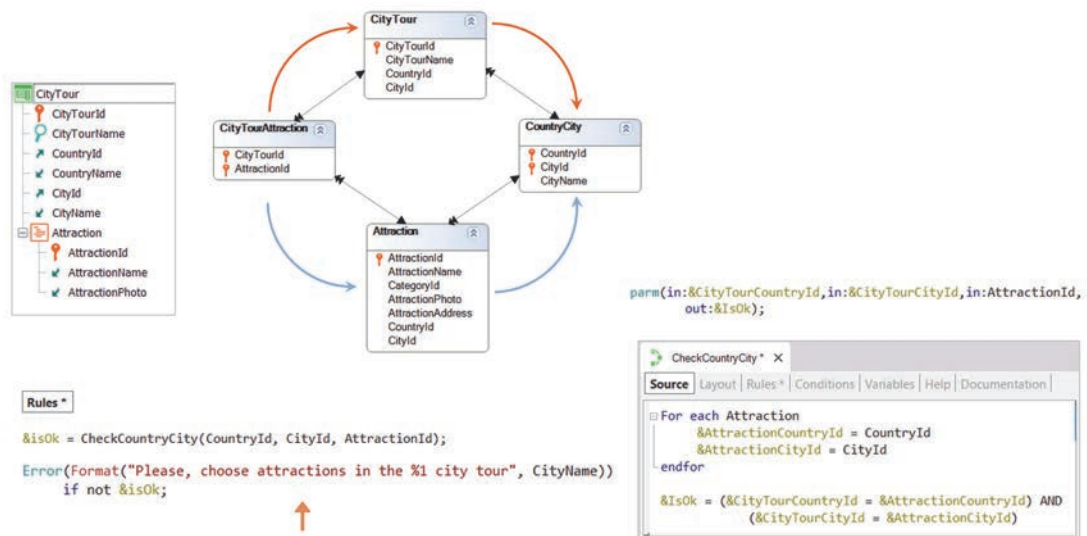 CityTour
CityTourId
CityTourName
CountryId
CountryName
CityId
CityName
Attraction
AttractionId
AttractionName
AttractionPhoto
CityTour
CityTourId
CityTourName
CountryId
CityId
CityTourAttraction
CityTourId
AttractionId
CountryCity
CountryId
CityId
CityName
Attraction
AttractionId
AttractionName
CategoryId
AttractionPhoto
AttractionAddress
CountryId
CityId
Rules *
&isOk = CheckCountryCity(CountryId, CityId, AttractionId);
Error(Format("Please, choose attractions in the %1 city tour", CityName))
if not &isOk;
parm(in:&CityTourCountryId,in:&CityTourCityId,in:AttractionId,
out:&IsOk);
CheckCountryCity * X
Source Layout Rules * Conditions Variables Help Documentation
For each Attraction
&AttractionCountryId = CountryId
&AttractionCityId = CityId
endfor
&IsOk = (&CityTourCountryId = &AttractionCountryId) AND
(&CityTourCityId = &AttractionCityId)